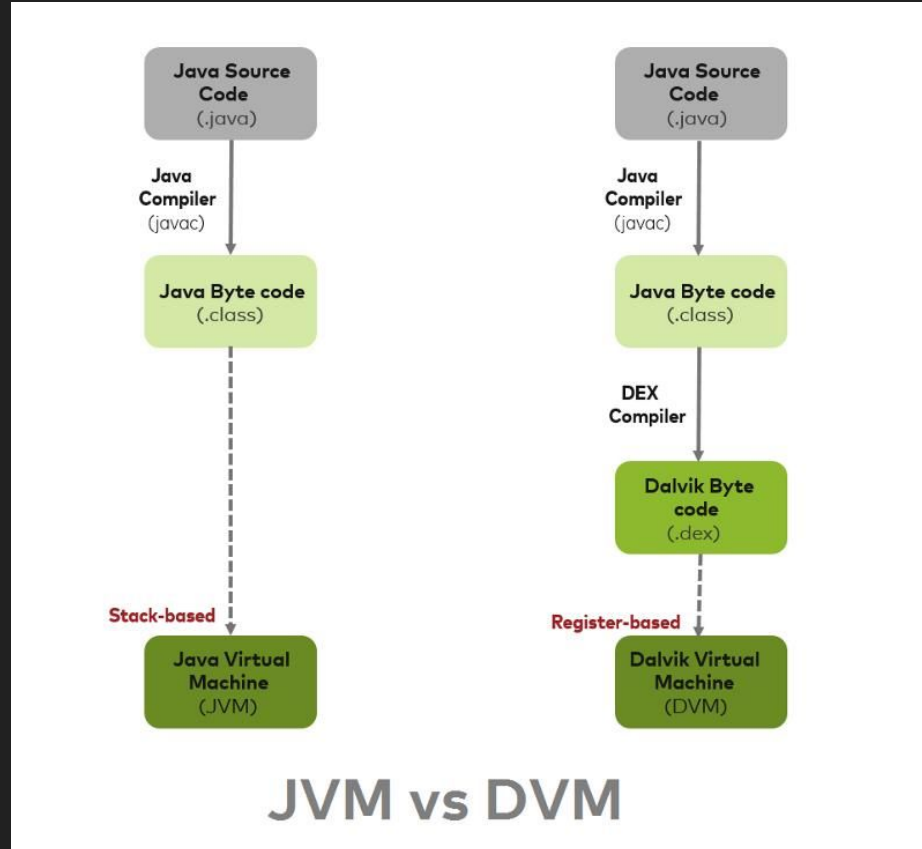 Java Source
Code
(.java)
Java
Compiler
(javac)
Java Byte code
(.class)
Stack-based
Java Virtual
Machine
(JVM)
Java Source
Code
(.java)
Java
Compiler
(javac)
Java Byte code
(.class)
DEX
Compiler
Dalvik Byte
code
(.dex)
Register-based
Dalvik Virtual
Machine
(DVM)
JVM vs DVM